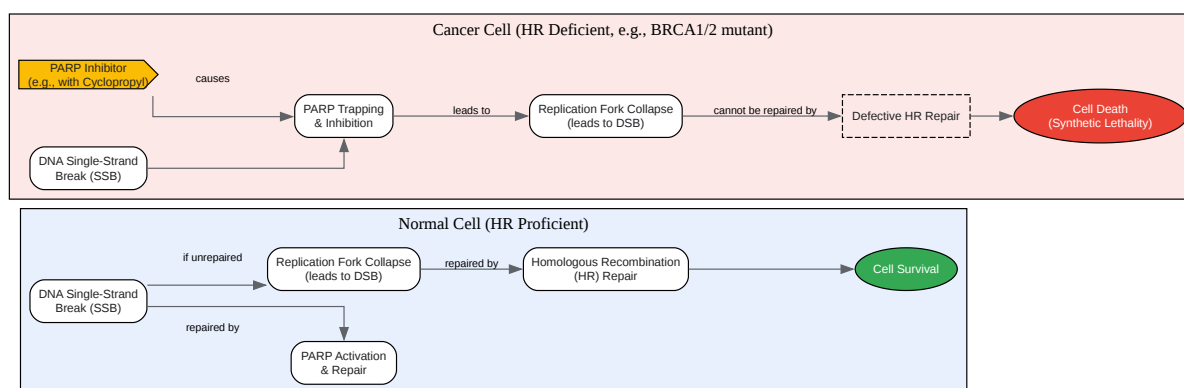 Cancer Cell (HR Deficient, e.g., BRCA1/2 mutant)
PARP Inhibitor
(e.g., with Cyclopropyl)
causes
PARP Trapping
& Inhibition
leads to
Replication Fork Collapse
(leads to DSB)
cannot be repaired by
Defective HR Repair
Cell Death
(Synthetic Lethality)
DNA Single-Strand
Break (SSB)
Normal Cell (HR Proficient)
DNA Single-Strand
Break (SSB)
if unrepaired
Replication Fork Collapse
(leads to DSB)
repaired by
Homologous Recombination
(HR) Repair
Cell Survival
repaired by
PARP Activation
& Repair